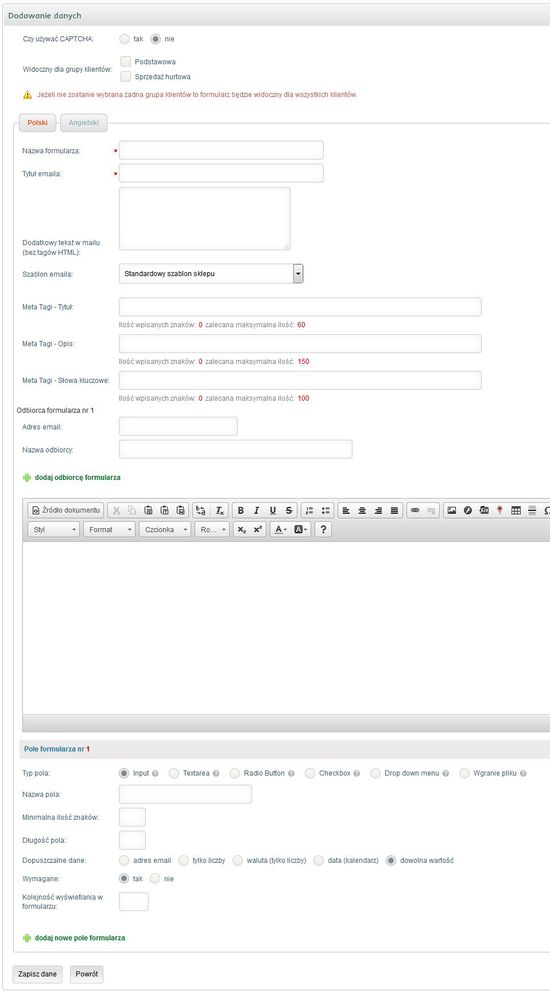 Dodawanie danych
Czy używać CAPTCHA: tak nie
Widoczny dla grupy klientów: Podstawowa
Sprzedaż hurtowa
Jeżeli nie zostanie wybrana żadna grupa klientów to formularz będzie widoczny dla wszystkich klientów.
Polski Angielski
Nazwa formularza:
Tytuł emaila:
Dodatkowy tekst w mailu
(bez tagów HTML):
Szablon emaila: Standardowy szablon sklepu
Meta Tagi - Tytuł:
Ilość wpisanych znaków: 0 zalecana maksymalna ilość: 60
Meta Tagi - Opis:
Ilość wpisanych znaków: 0 zalecana maksymalna ilość: 150
Meta Tagi - Słowa kluczowe:
Ilość wpisanych znaków: 0 zalecana maksymalna ilość: 100
Odbiorca formularza nr 1
Adres email:
Nazwa odbiorcy:
dodaj odbiorcę formularza
Źródło dokumentu B I U S
Styl Format Czcionka Ro... X₂ X² A A ?
Pole formularza nr 1
Typ pola: Input Textarea Radio Button Checkbox Drop down menu Wgranie pliku
Nazwa pola:
Minimalna ilość znaków:
Długość pola:
Dopuszczalne dane: adres email tylko liczby waluta (tylko liczby) data (kalendarz) dowolna wartość
Wymagane: tak nie
Kolejność wyświetlania w
formularzu:
dodaj nowe pole formularza
Zapisz dane Powrót